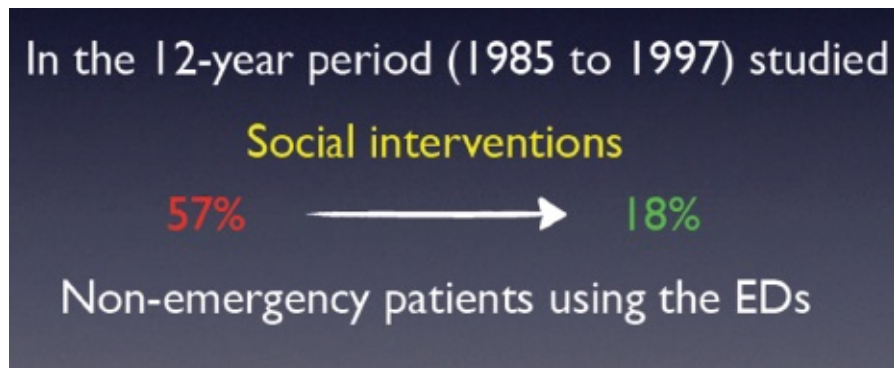 In the 12-year period (1985 to 1997) studied
Social interventions
57% 18%
Non-emergency patients using the EDs